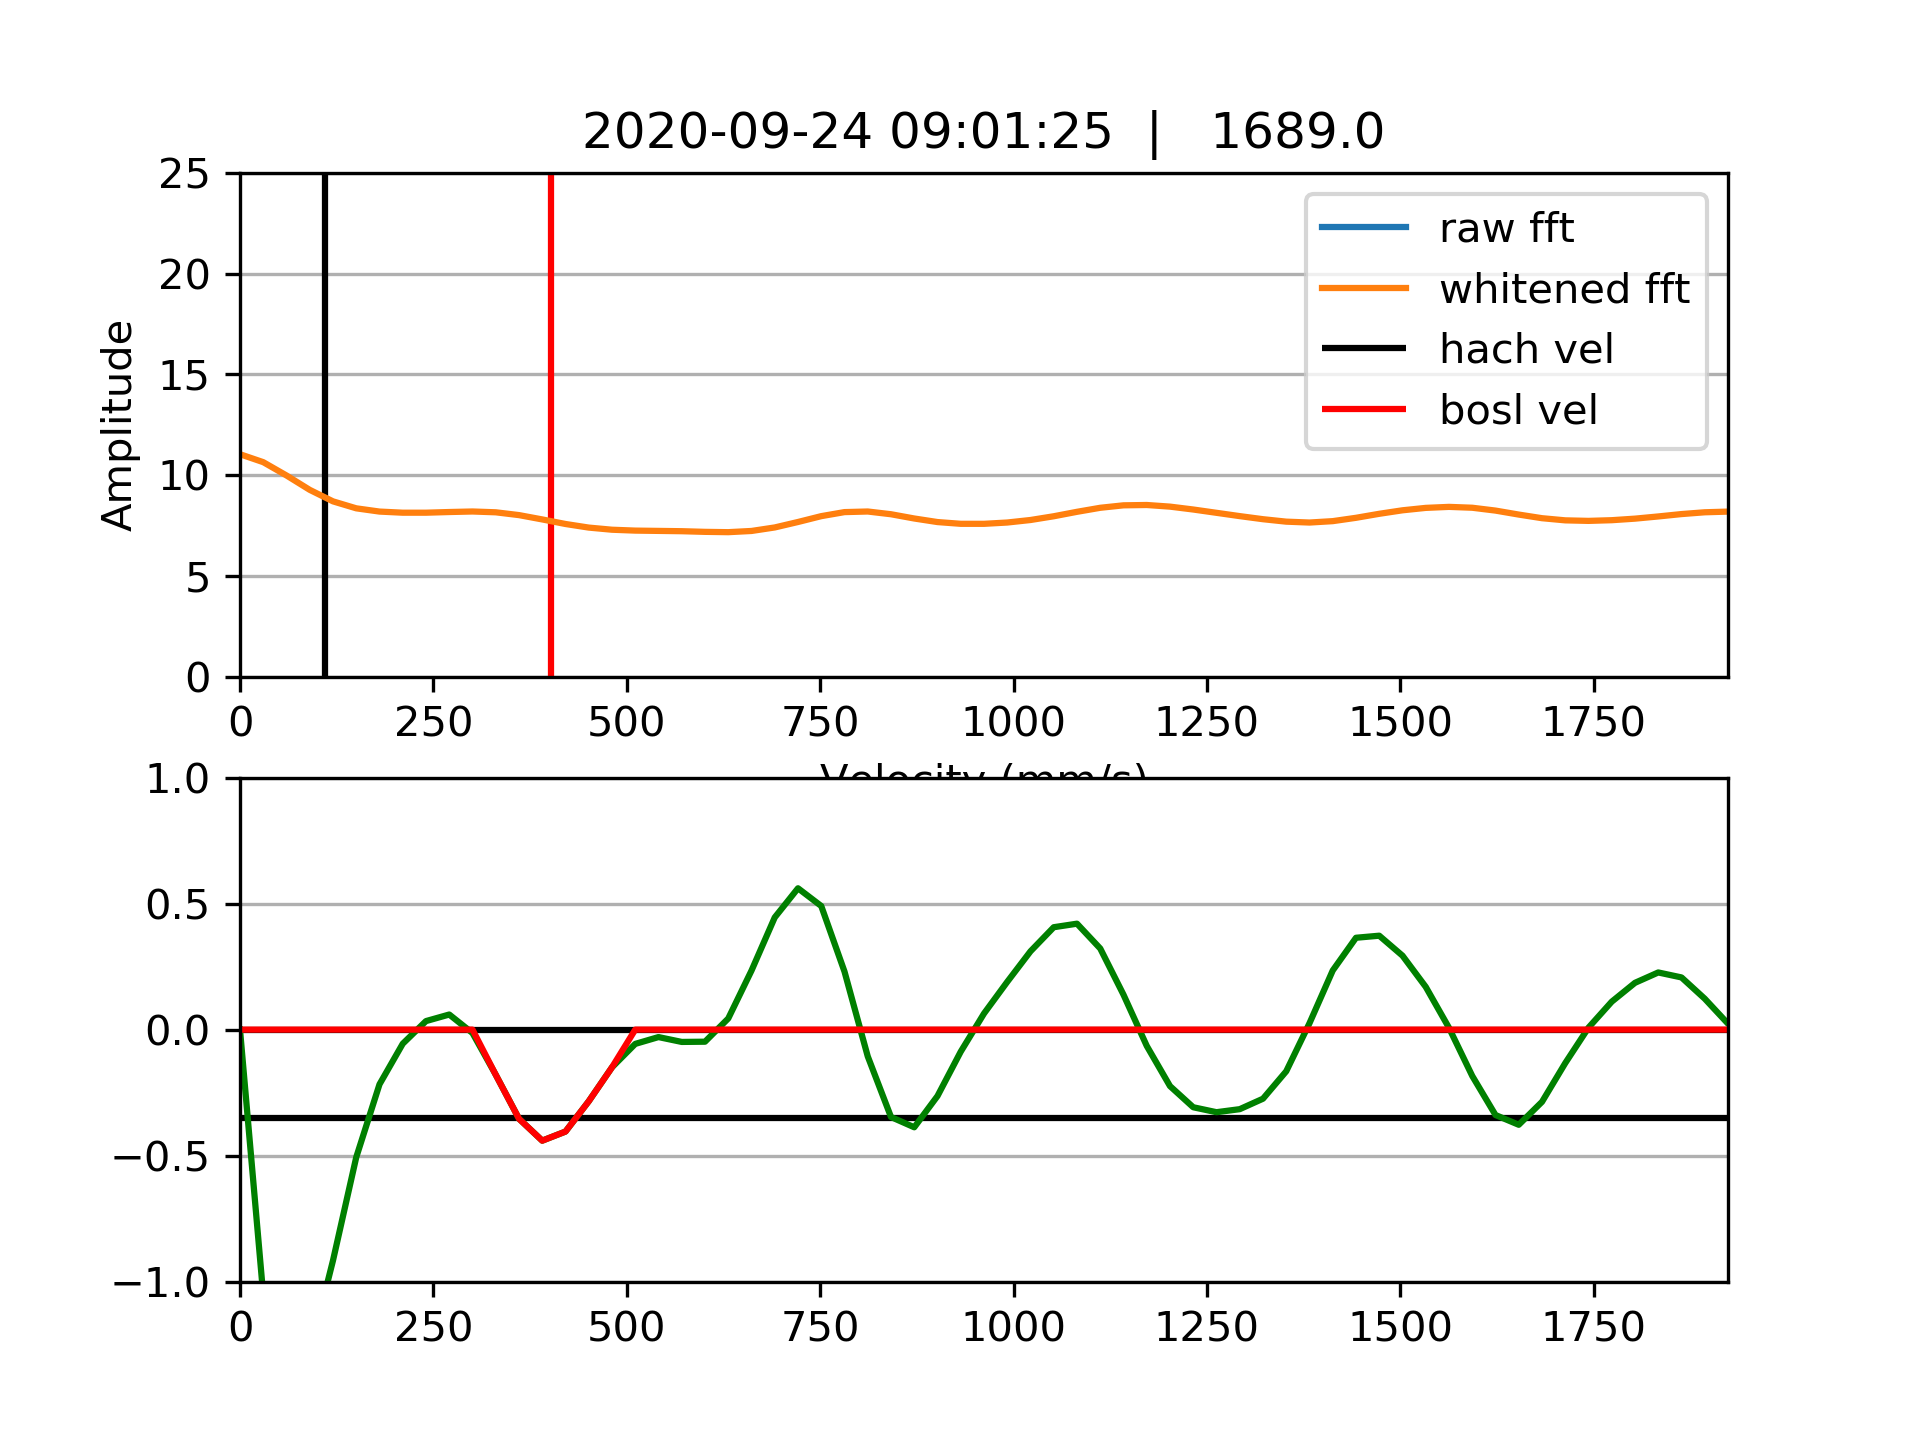 2020-09-24 09:01:25 | 1689.0
25
20
15
10
5
0
Amplitude
raw fft
whitened fft
hach vel
bosl vel
0 250 500 750 1000 1250 1500 1750
Velocity (mm/s)
1.0
0.5
0.0
−0.5
−1.0
0 250 500 750 1000 1250 1500 1750